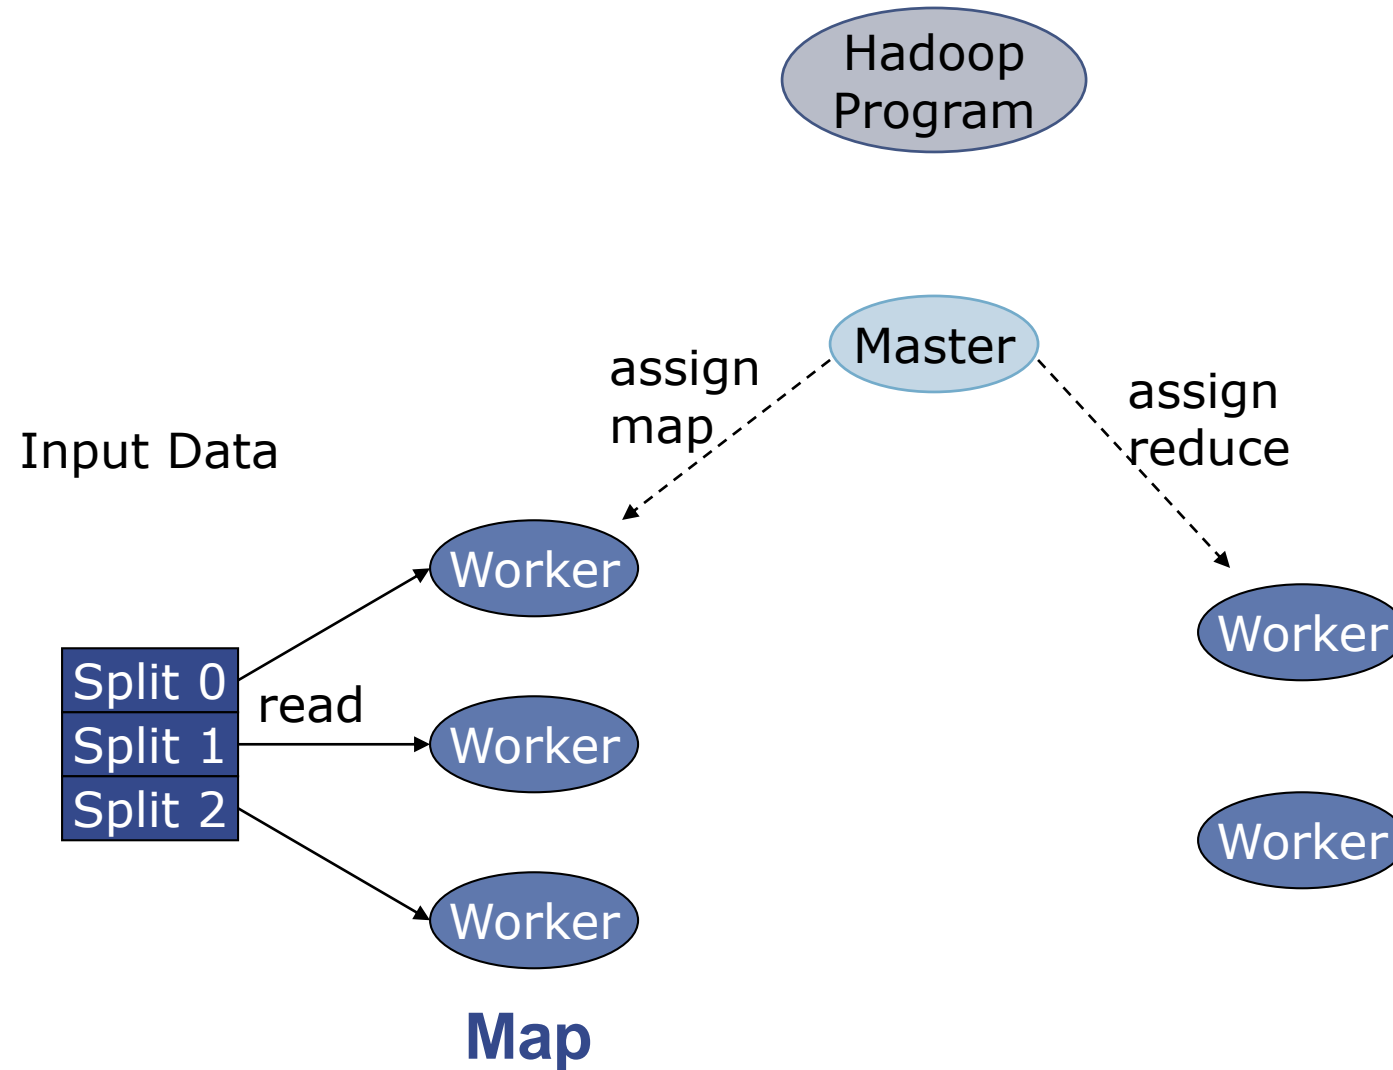 Hadoop
Program
Master
assign
map
assign
reduce
Input Data
Worker
Worker
Split 0
read
Split 1
Worker
Split 2
Worker
Worker
Map